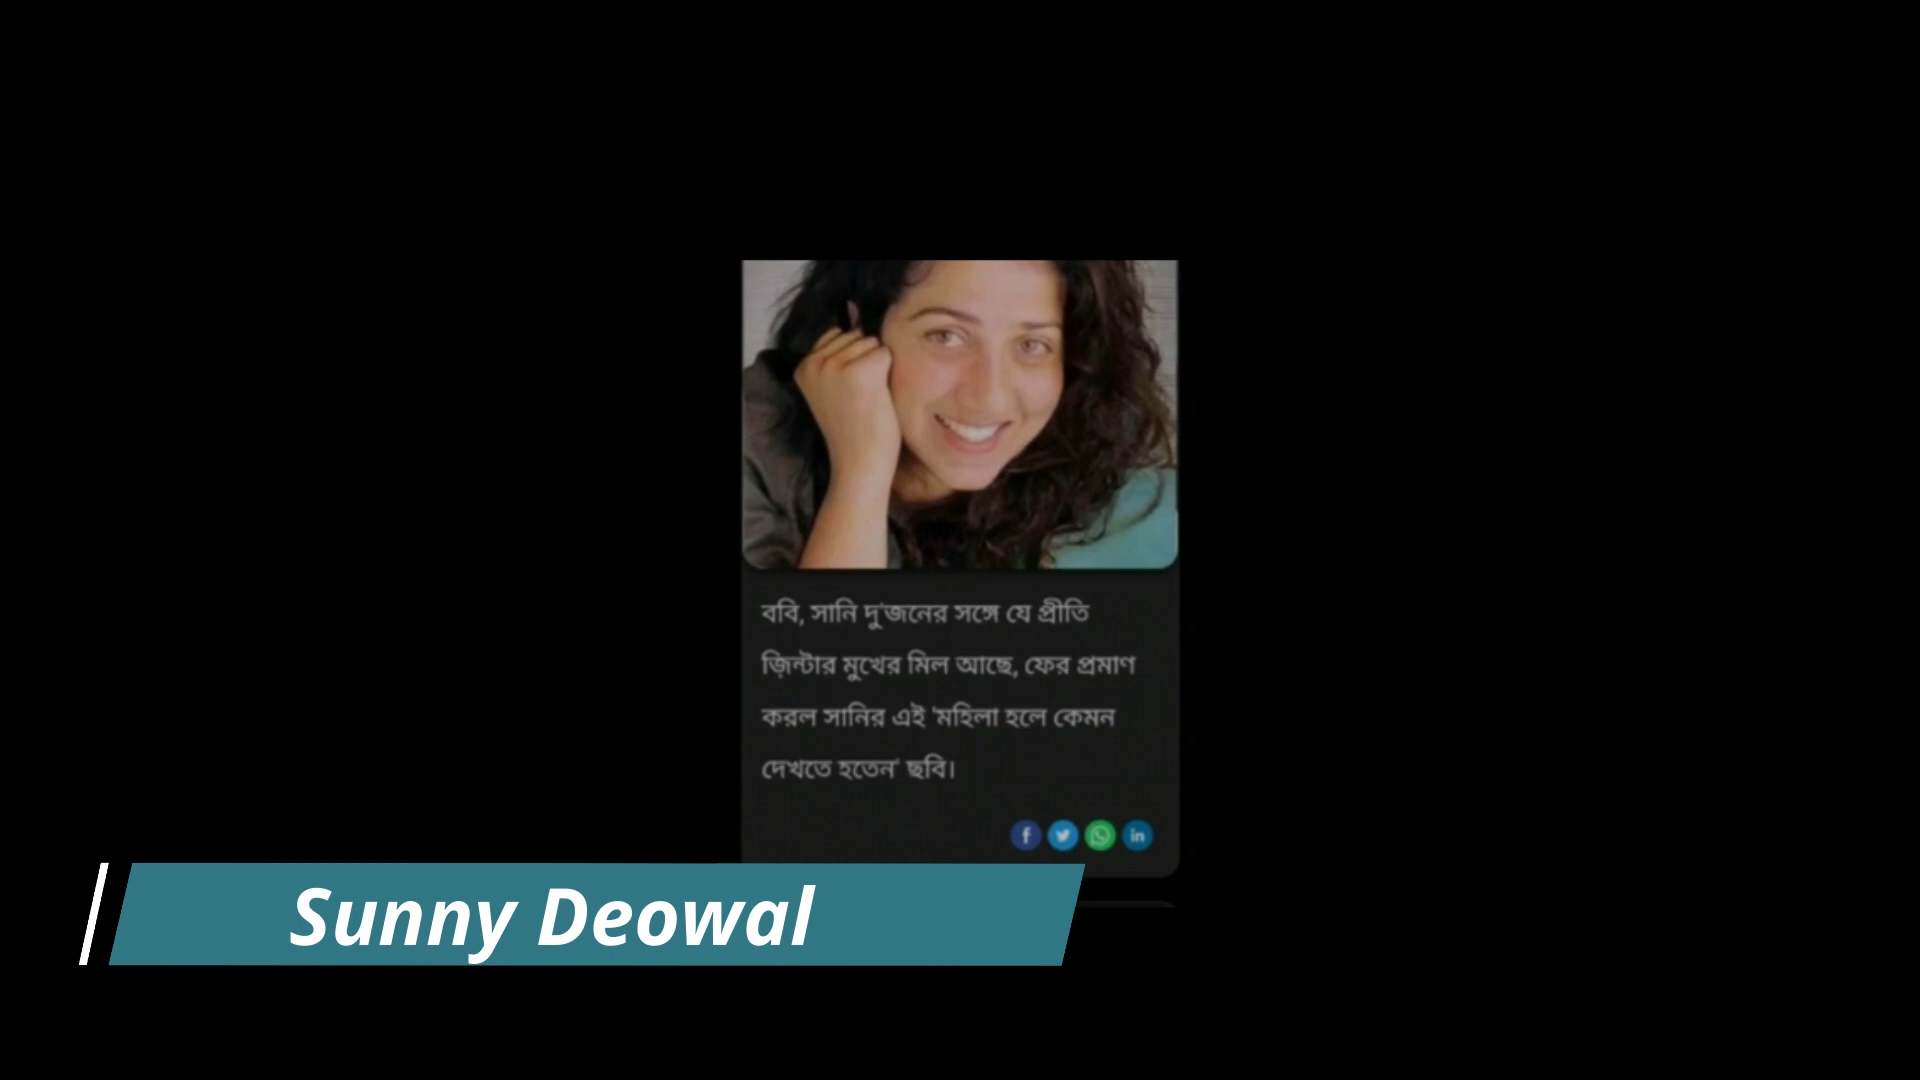 ববি, সানি দু'জনের সঙ্গে যে প্রীতি
জ়িন্টার মুখের মিল আছে, ফের প্রমাণ
করল সানির এই 'মহিলা হলে কেমন
দেখতে হতেন' ছবি।
Sunny Deowal